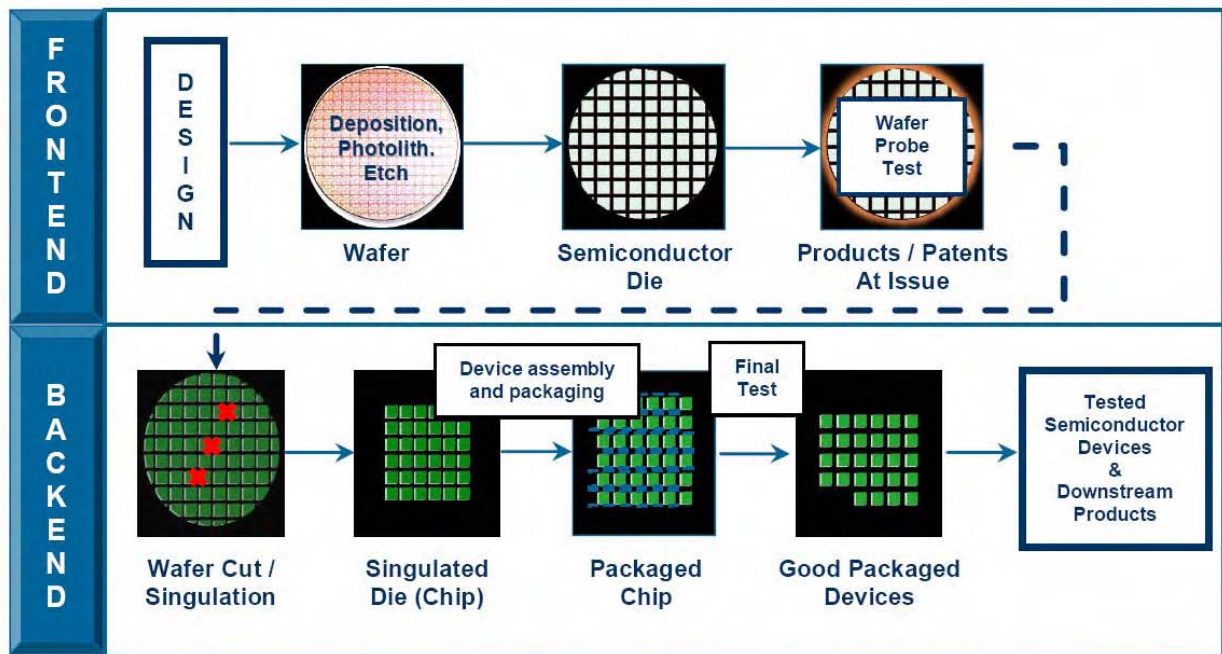 FRONTEND
DESIGN
Deposition,
Photolith.
Etch
Wafer
Semiconductor
Die
Wafer
Probe
Test
Products / Patents
At Issue
BACKEND
Wafer Cut /
Singulation
Singulated
Die (Chip)
Device assembly
and packaging
Packaged
Chip
Final
Test
Good Packaged
Devices
Tested
Semiconductor
Devices
&
Downstream
Products